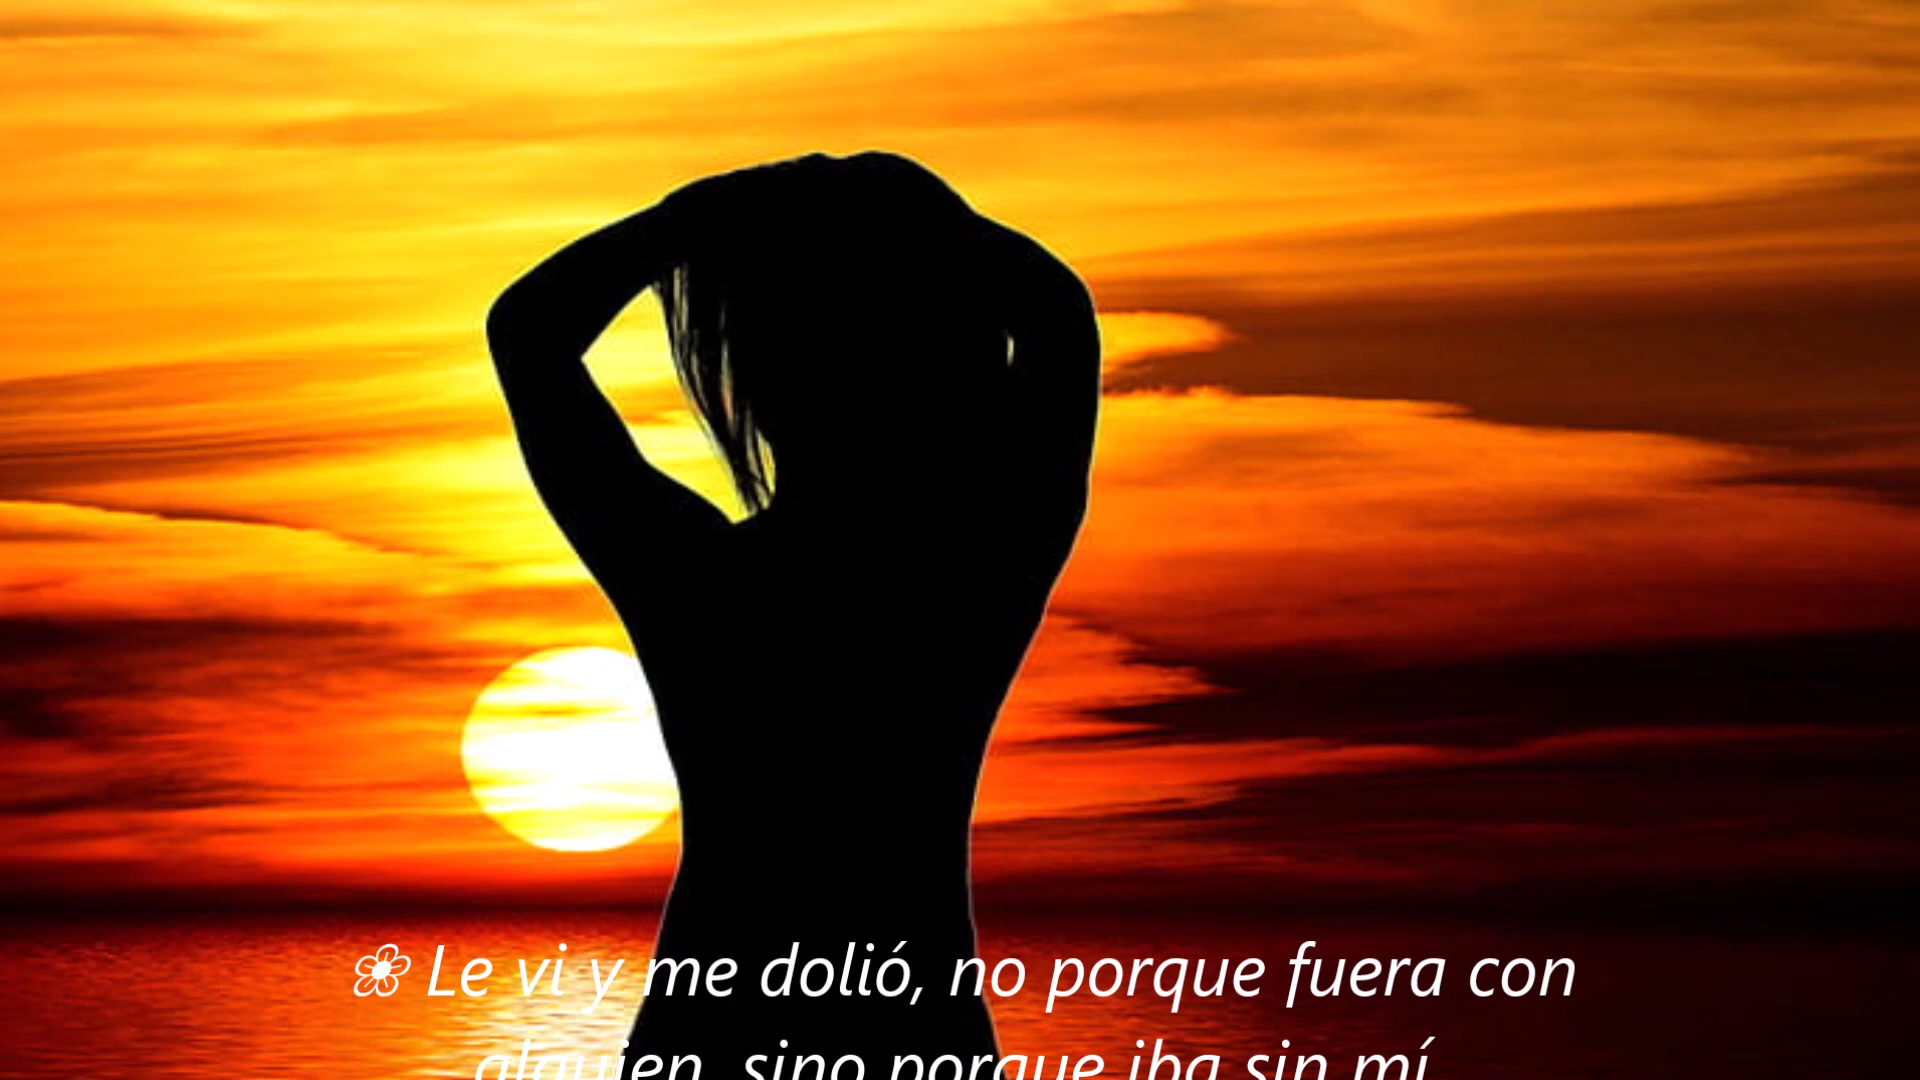 ❀ Le vi y me dolió, no porque fuera con
alguien, sino porque iba sin mí